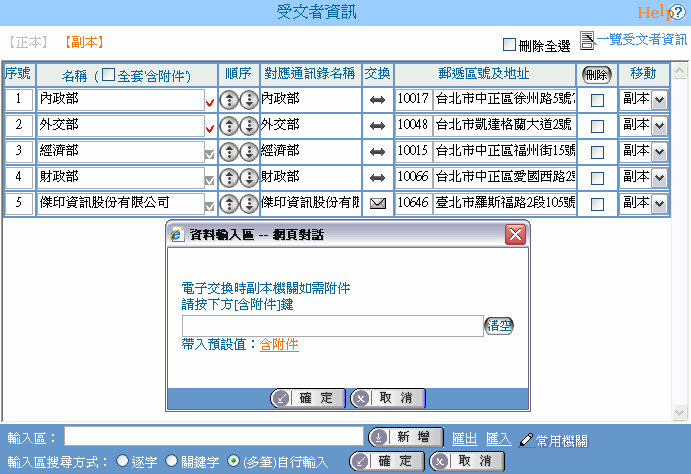 受文者資訊
Help?
【正本】 【副本】
刪除全選 一覽受文者資訊
序號 名稱 (全套'含附件') 順序 對應通訊錄名稱 交換 郵遞區號及地址 刪除 移動
1 內政部 內政部 10017 台北市中正區徐州路5號 副本
2 外交部 外交部 10048 台北市凱達格蘭大道2號 副本
3 經濟部 經濟部 10015 台北市中正區福州街15號 副本
4 財政部 財政部 10066 台北市中正區愛國西路2 副本
5 傑印資訊股份有限公司 傑印資訊股份有限 10646 臺北市羅斯福路2段105號 副本
資料輸入區 -- 網頁對話
電子交換時副本機關如需附件
請按下方[含附件]鍵
清空
帶入預設值：含附件
確 定 取 消
輸入區： 新 增 匯出 匯入 常用機關
輸入區搜尋方式： 逐字 關鍵字 (多筆)自行輸入 確 定 取 消